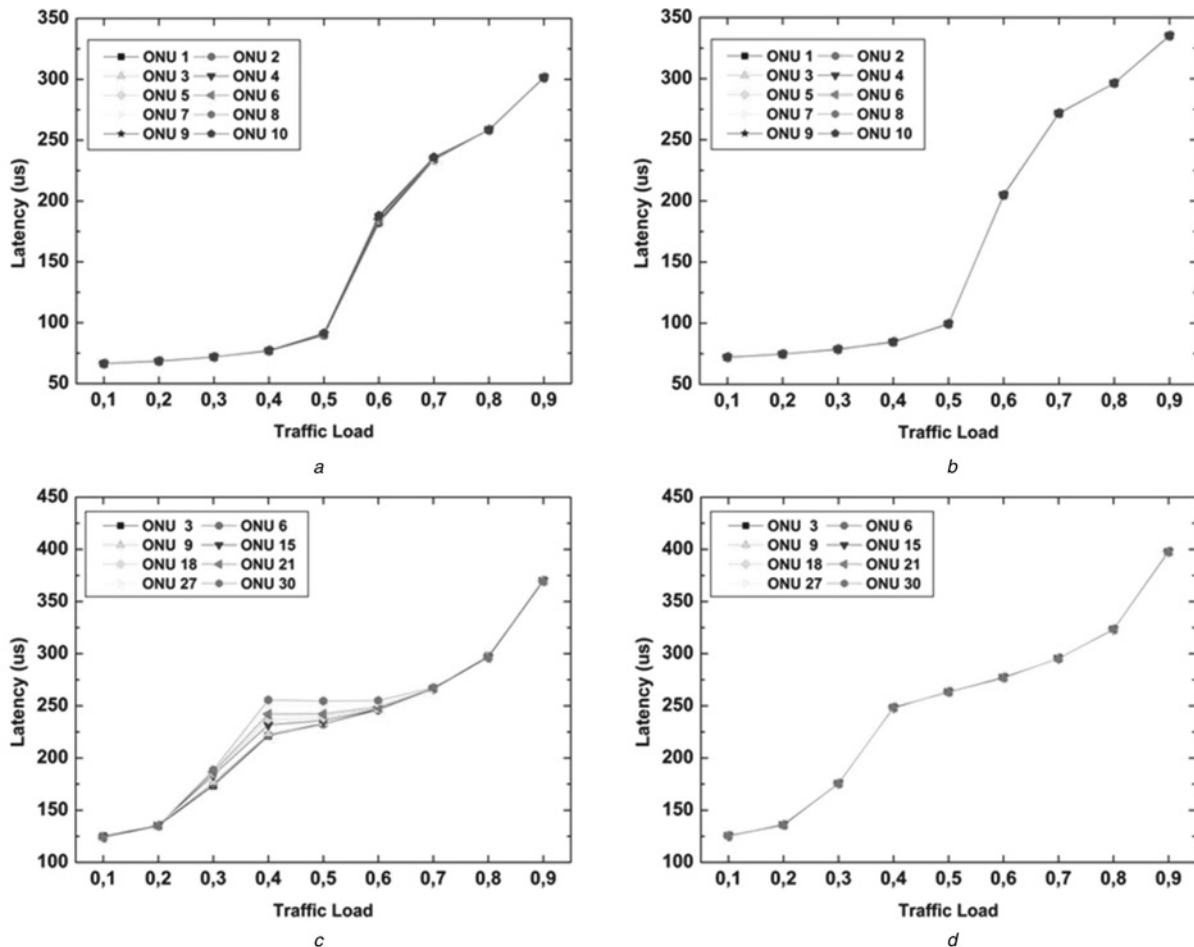 350
300
250
200
150
100
50
Latency (us)
ONU 1 ONU 2
ONU 3 ONU 4
ONU 5 ONU 6
ONU 7 ONU 8
ONU 9 ONU 10
0,1 0,2 0,3 0,4 0,5 0,6 0,7 0,8 0,9
Traffic Load
a
350
300
250
200
150
100
50
Latency (us)
ONU 1 ONU 2
ONU 3 ONU 4
ONU 5 ONU 6
ONU 7 ONU 8
ONU 9 ONU 10
0,1 0,2 0,3 0,4 0,5 0,6 0,7 0,8 0,9
Traffic Load
b
450
400
350
300
250
200
150
100
Latency (us)
ONU 3 ONU 6
ONU 9 ONU 15
ONU 18 ONU 21
ONU 27 ONU 30
0,1 0,2 0,3 0,4 0,5 0,6 0,7 0,8 0,9
Traffic Load
c
450
400
350
300
250
200
150
100
Latency (us)
ONU 3 ONU 6
ONU 9 ONU 15
ONU 18 ONU 21
ONU 27 ONU 30
0,1 0,2 0,3 0,4 0,5 0,6 0,7 0,8 0,9
Traffic Load
d